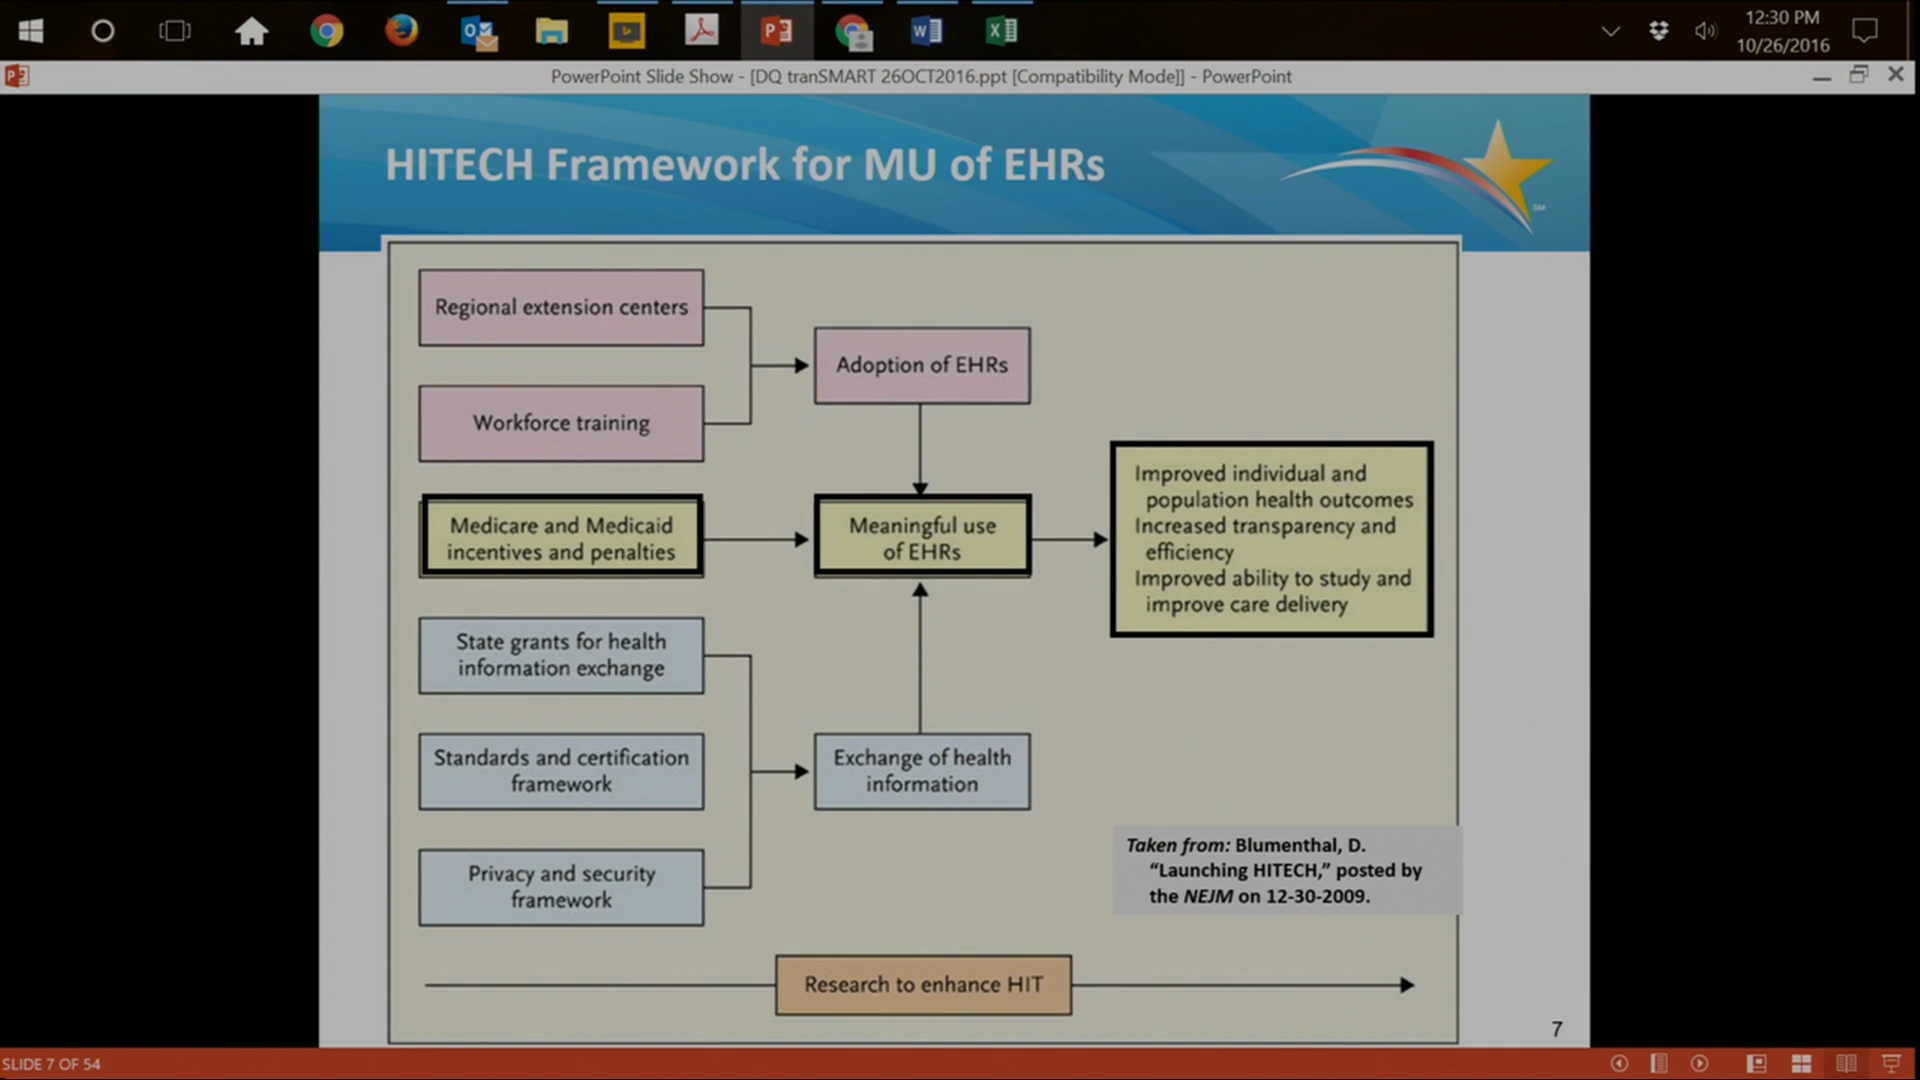 12:30 PM
10/26/2016
PowerPoint Slide Show - [DQ tranSMART 26OCT2016.ppt [Compatibility Mode]] - PowerPoint
HITECH Framework for MU of EHRs
SM
Regional extension centers
Adoption of EHRs
Workforce training
Medicare and Medicaid
incentives and penalties
Meaningful use
of EHRs
Improved individual and
population health outcomes
Increased transparency and
efficiency
Improved ability to study and
improve care delivery
State grants for health
information exchange
Standards and certification
framework
Exchange of health
information
Privacy and security
framework
Taken from: Blumenthal, D.
“Launching HITECH,” posted by
the NEJM on 12-30-2009.
Research to enhance HIT
7
SLIDE 7 OF 54